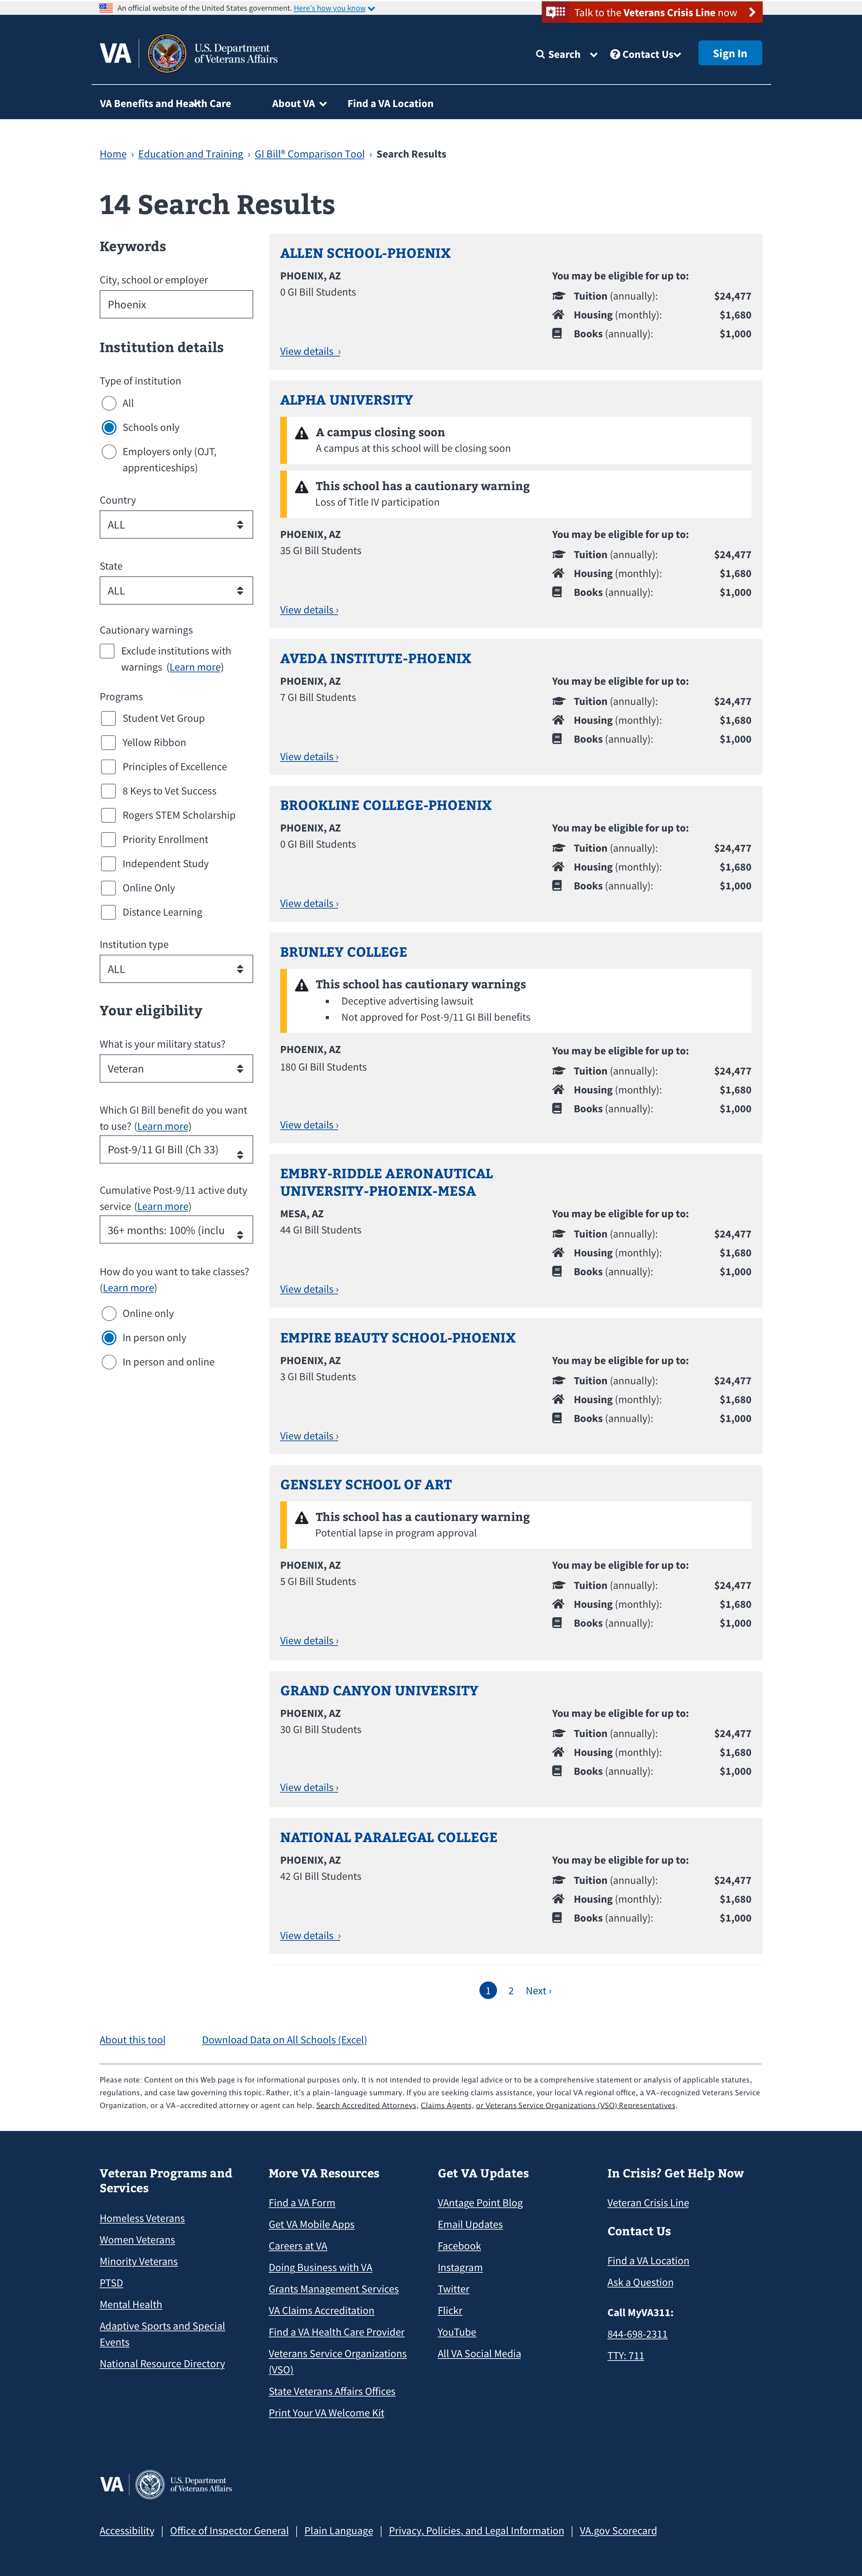 An official website of the United States government. Here's how you know
Talk to the Veterans Crisis Line now
VA
U.S. Department
of Veterans Affairs
Search
Contact Us
Sign In
VA Benefits and Health Care
About VA
Find a VA Location
Home › Education and Training › GI Bill® Comparison Tool › Search Results
14 Search Results
Keywords
City, school or employer
Phoenix
Institution details
Type of institution
All
Schools only
Employers only (OJT,
apprenticeships)
Country
ALL
State
ALL
Cautionary warnings
Exclude institutions with
warnings (Learn more)
Programs
Student Vet Group
Yellow Ribbon
Principles of Excellence
8 Keys to Vet Success
Rogers STEM Scholarship
Priority Enrollment
Independent Study
Online Only
Distance Learning
Institution type
ALL
Your eligibility
What is your military status?
Veteran
Which GI Bill benefit do you want
to use? (Learn more)
Post-9/11 GI Bill (Ch 33)
Cumulative Post-9/11 active duty
service (Learn more)
36+ months: 100% (inclu
How do you want to take classes?
(Learn more)
Online only
In person only
In person and online
ALLEN SCHOOL-PHOENIX
PHOENIX, AZ
0 GI Bill Students
View details ›
You may be eligible for up to:
Tuition (annually): $24,477
Housing (monthly): $1,680
Books (annually): $1,000
ALPHA UNIVERSITY
A campus closing soon
A campus at this school will be closing soon
This school has a cautionary warning
Loss of Title IV participation
PHOENIX, AZ
35 GI Bill Students
View details ›
You may be eligible for up to:
Tuition (annually): $24,477
Housing (monthly): $1,680
Books (annually): $1,000
AVEDA INSTITUTE-PHOENIX
PHOENIX, AZ
7 GI Bill Students
View details ›
You may be eligible for up to:
Tuition (annually): $24,477
Housing (monthly): $1,680
Books (annually): $1,000
BROOKLINE COLLEGE-PHOENIX
PHOENIX, AZ
0 GI Bill Students
View details ›
You may be eligible for up to:
Tuition (annually): $24,477
Housing (monthly): $1,680
Books (annually): $1,000
BRUNLEY COLLEGE
This school has cautionary warnings
▪ Deceptive advertising lawsuit
▪ Not approved for Post-9/11 GI Bill benefits
PHOENIX, AZ
180 GI Bill Students
View details ›
You may be eligible for up to:
Tuition (annually): $24,477
Housing (monthly): $1,680
Books (annually): $1,000
EMBRY-RIDDLE AERONAUTICAL
UNIVERSITY-PHOENIX-MESA
MESA, AZ
44 GI Bill Students
View details ›
You may be eligible for up to:
Tuition (annually): $24,477
Housing (monthly): $1,680
Books (annually): $1,000
EMPIRE BEAUTY SCHOOL-PHOENIX
PHOENIX, AZ
3 GI Bill Students
View details ›
You may be eligible for up to:
Tuition (annually): $24,477
Housing (monthly): $1,680
Books (annually): $1,000
GENSLEY SCHOOL OF ART
This school has a cautionary warning
Potential lapse in program approval
PHOENIX, AZ
5 GI Bill Students
View details ›
You may be eligible for up to:
Tuition (annually): $24,477
Housing (monthly): $1,680
Books (annually): $1,000
GRAND CANYON UNIVERSITY
PHOENIX, AZ
30 GI Bill Students
View details ›
You may be eligible for up to:
Tuition (annually): $24,477
Housing (monthly): $1,680
Books (annually): $1,000
NATIONAL PARALEGAL COLLEGE
PHOENIX, AZ
42 GI Bill Students
View details ›
You may be eligible for up to:
Tuition (annually): $24,477
Housing (monthly): $1,680
Books (annually): $1,000
1 2 Next ›
About this tool
Download Data on All Schools (Excel)
Please note: Content on this Web page is for informational purposes only. It is not intended to provide legal advice or to be a comprehensive statement or analysis of applicable statutes,
regulations, and case law governing this topic. Rather, it's a plain-language summary. If you are seeking claims assistance, your local VA regional office, a VA-recognized Veterans Service
Organization, or a VA-accredited attorney or agent can help. Search Accredited Attorneys, Claims Agents, or Veterans Service Organizations (VSO) Representatives.
Veteran Programs and
Services
Homeless Veterans
Women Veterans
Minority Veterans
PTSD
Mental Health
Adaptive Sports and Special
Events
National Resource Directory
More VA Resources
Find a VA Form
Get VA Mobile Apps
Careers at VA
Doing Business with VA
Grants Management Services
VA Claims Accreditation
Find a VA Health Care Provider
Veterans Service Organizations
(VSO)
State Veterans Affairs Offices
Print Your VA Welcome Kit
Get VA Updates
VAntage Point Blog
Email Updates
Facebook
Instagram
Twitter
Flickr
YouTube
All VA Social Media
In Crisis? Get Help Now
Veteran Crisis Line
Contact Us
Find a VA Location
Ask a Question
Call MyVA311:
844-698-2311
TTY: 711
VA
U.S. Department
of Veterans Affairs
Accessibility | Office of Inspector General | Plain Language | Privacy, Policies, and Legal Information | VA.gov Scorecard